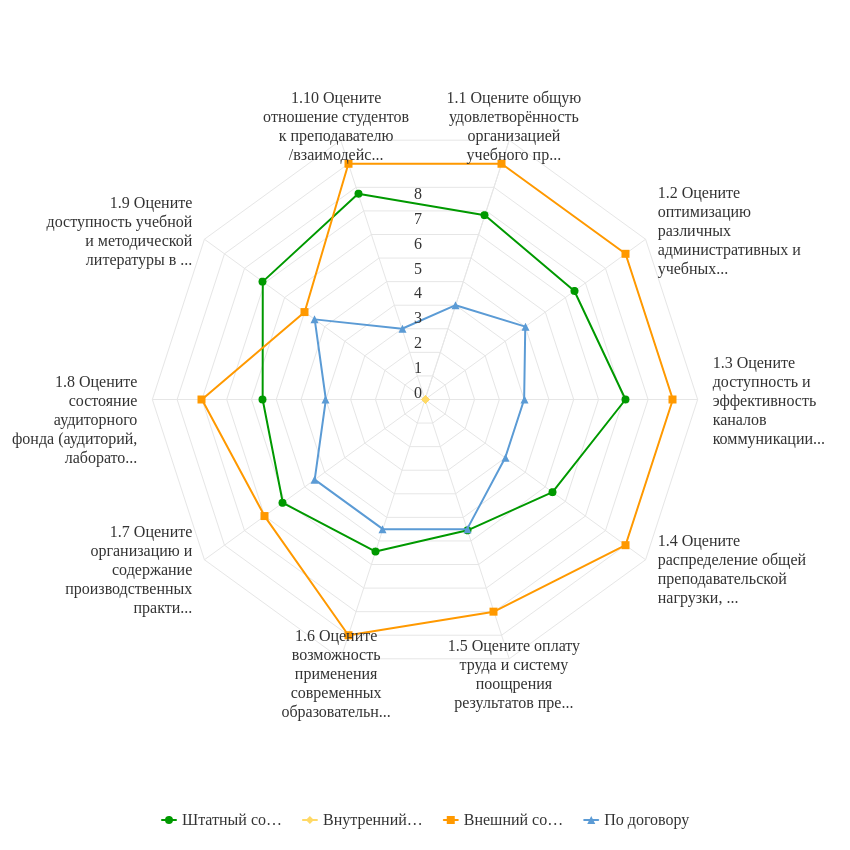 1.10 Оцените
отношение студентов
к преподавателю
/взаимодейс...
1.1 Оцените общую
удовлетворённость
организацией
учебного пр...
1.2 Оцените
оптимизацию
различных
административных и
учебных...
1.9 Оцените
доступность учебной
и методической
литературы в ...
8
7
6
5
4
3
2
1
0
1.3 Оцените
доступность и
эффективность
каналов
коммуникации...
1.8 Оцените
состояние
аудиторного
фонда (аудиторий,
лаборато...
1.4 Оцените
распределение общей
преподавательской
нагрузки, ...
1.7 Оцените
организацию и
содержание
производственных
практи...
1.6 Оцените
возможность
применения
современных
образовательн...
1.5 Оцените оплату
труда и систему
поощрения
результатов пре...
Штатный со… Внутренний… Внешний со… По договору